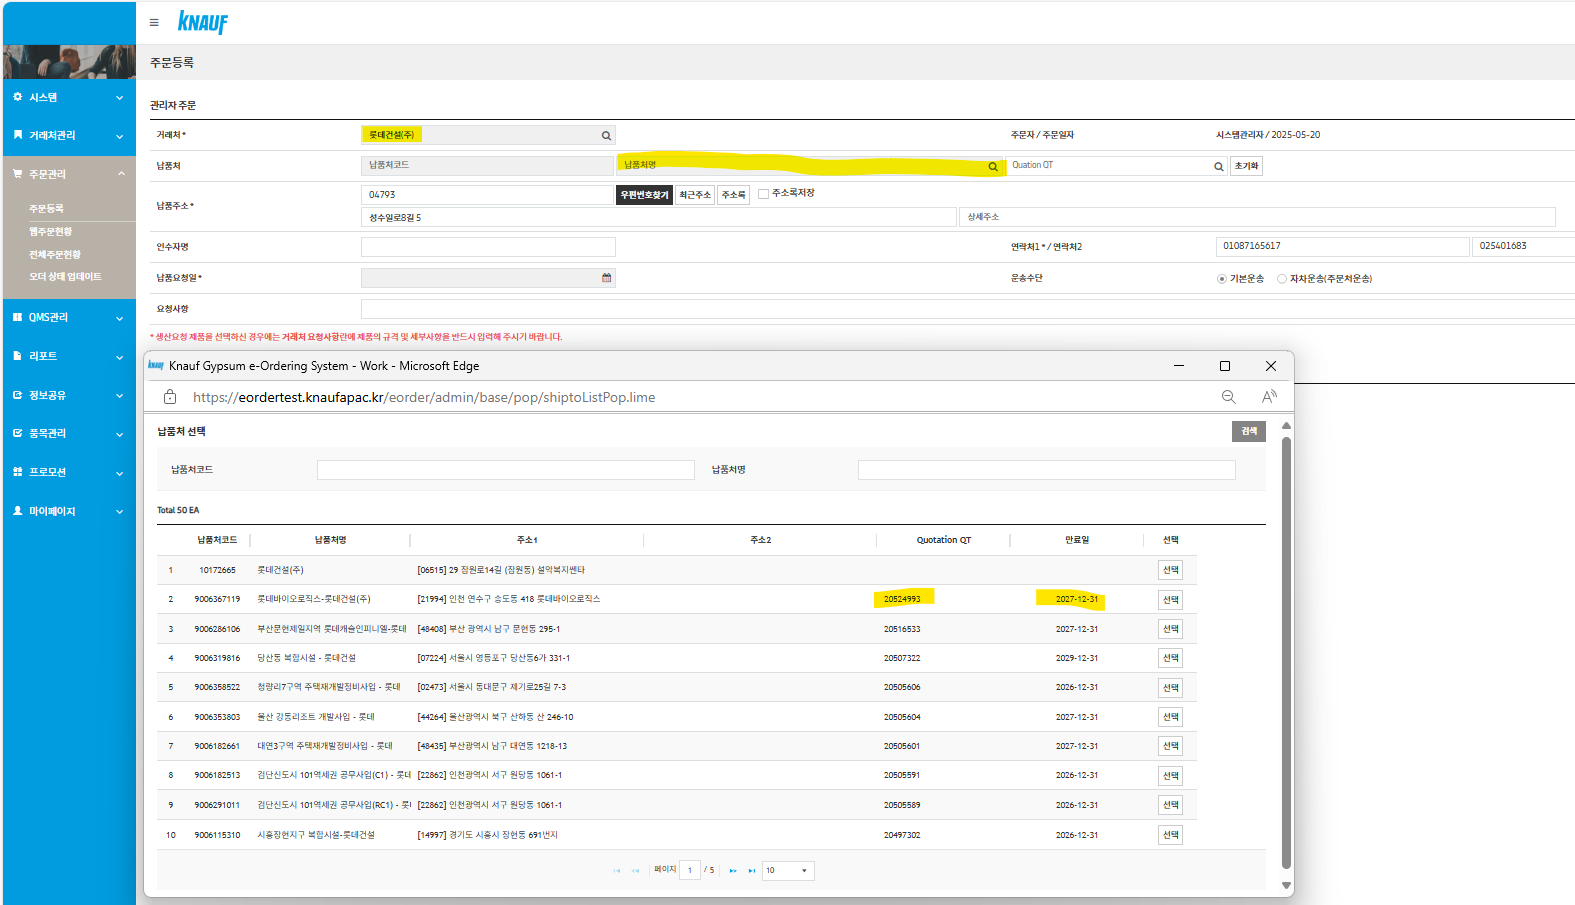 KNAUF
주문등록
시스템
거래처관리
주문관리
주문등록
웹주문현황
전체주문현황
오더 상태 업데이트
QMS관리
리포트
정보공유
품목관리
프로모션
마이페이지
관리자 주문
거래처 * 롯데건설(주) 주문자 / 주문일자 시스템관리자 / 2025-05-20
납품처 납품처코드 납품처명 Quation QT 초기화
납품주소 * 04793 우편번호찾기 최근주소 주소록 주소록저장
성수일로8길 5 상세주소
인수자명 연락처1 * / 연락처2 01087165617 025401683
납품요청일 * 운송수단 기본운송 자차운송(주문처운송)
요청사항
* 생산요청 제품을 선택하신 경우에는 거래처 요청사항란에 제품의 규격 및 세부사항을 반드시 입력해 주시기 바랍니다.
knauf Knauf Gypsum e-Ordering System - Work - Microsoft Edge
https://eordertest.knaufapac.kr/eorder/admin/base/pop/shiptoListPop.lime
납품처 선택 검색
납품처코드 납품처명
Total 50 EA
납품처코드 납품처명 주소1 주소2 Quotation QT 만료일 선택
1 10172665 롯데건설(주) [06515] 29 잠원로14길 (잠원동) 설악복지쎈타 선택
2 9006367119 롯데바이오로직스-롯데건설(주) [21994] 인천 연수구 송도동 418 롯데바이오로직스 20524993 2027-12-31 선택
3 9006286106 부산문현제일지역 롯데캐슬인피니엘-롯데 [48408] 부산 광역시 남구 문현동 295-1 20516533 2027-12-31 선택
4 9006319816 당산동 복합시설 - 롯데건설 [07224] 서울시 영등포구 당산동6가 331-1 20507322 2029-12-31 선택
5 9006358522 청량리7구역 주택재개발정비사업 - 롯데 [02473] 서울시 동대문구 제기로25길 7-3 20505606 2026-12-31 선택
6 9006353803 울산 강동리조트 개발사업 - 롯데 [44264] 울산광역시 북구 산하동 산 246-10 20505604 2027-12-31 선택
7 9006182661 대연3구역 주택재개발정비사업 - 롯데 [48435] 부산광역시 남구 대연동 1218-13 20505601 2027-12-31 선택
8 9006182513 검단신도시 101역세권 공무사업(C1) - 롯데 [22862] 인천광역시 서구 원당동 1061-1 20505591 2026-12-31 선택
9 9006291011 검단신도시 101역세권 공무사업(RC1) - 롯 [22862] 인천광역시 서구 원당동 1061-1 20505589 2026-12-31 선택
10 9006115310 시흥장현지구 복합시설-롯데건설 [14997] 경기도 시흥시 장현동 691번지 20497302 2026-12-31 선택
페이지 1 / 5 10